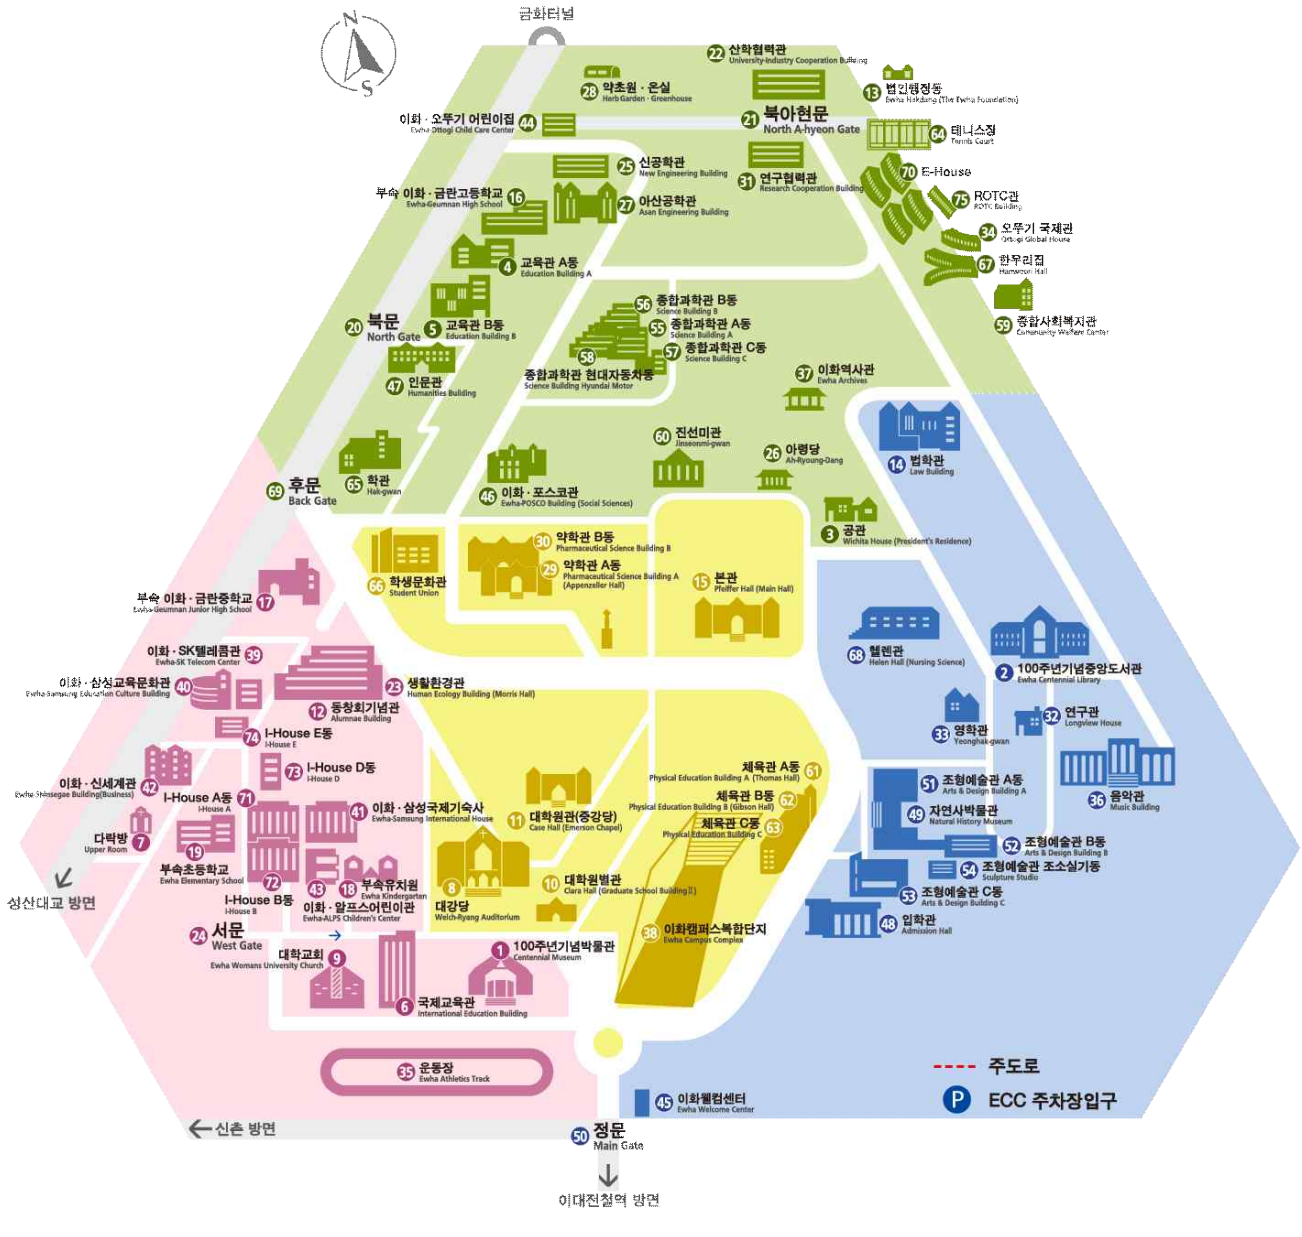 금화터널
N
S
22 산학협력관
University-Industry Cooperation Building
28 약초원 · 온실
Herb Garden · Greenhouse
13 법인행정동
Ewha Hakdang (The Ewha Foundation)
이화 · 오뚜기 어린이집 44
Ewha-Ottogi Child Care Center
21 북아현문
North A-hyeon Gate
64 테니스장
Tennis Court
25 신공학관
New Engineering Building
31 연구협력관
Research Cooperation Building
70 E-House
부속 이화 · 금란고등학교 16
Ewha-Geumnan High School
27 아산공학관
Asan Engineering Building
75 ROTC관
ROTC Building
34 오뚜기 국제관
Ottogi Global House
4 교육관 A동
Education Building A
67 한우리집
Hanwoori Hall
56 종합과학관 B동
Science Building B
20 북문
North Gate
5 교육관 B동
Education Building B
55 종합과학관 A동
Science Building A
59 종합사회복지관
Community Welfare Center
57 종합과학관 C동
Science Building C
58
종합과학관 현대자동차동
Science Building Hyundai Motor
47 인문관
Humanities Building
37 이화역사관
Ewha Archives
60 진선미관
Jinseonmi-gwan
26 아령당
Ah-Ryoung-Dang
14 법학관
Law Building
65 학관
Hak-gwan
69 후문
Back Gate
46 이화 · 포스코관
Ewha-POSCO Building (Social Sciences)
3 공관
Wichita House (President's Residence)
30 약학관 B동
Pharmaceutical Science Building B
29 약학관 A동
Pharmaceutical Science Building A
(Appenzeller Hall)
66 학생문화관
Student Union
15 본관
Pfeiffer Hall (Main Hall)
부속 이화 · 금란중학교 17
Ewha-Geumnan Junior High School
이화 · SK텔레콤관 39
Ewha-SK Telecom Center
68 헬렌관
Helen Hall (Nursing Science)
2 100주년기념중앙도서관
Ewha Centennial Library
이화 · 삼성교육문화관 40
Ewha-Samsung Education Culture Building
23 생활환경관
Human Ecology Building (Morris Hall)
12 동창회기념관
Alumnae Building
32 연구관
Longview House
74 I-House E동
I-House E
33 영학관
Yeonghak-gwan
73 I-House D동
I-House D
체육관 A동 61
Physical Education Building A (Thomas Hall)
이화 · 신세계관 42
Ewha-Shinsegae Building(Business)
51 조형예술관 A동
Arts & Design Building A
I-House A동 71
I-House A
체육관 B동 62
Physical Education Building B (Gibson Hall)
36 음악관
Music Building
41 이화 · 삼성국제기숙사
Ewha-Samsung International House
11 대학원관(중강당)
Case Hall (Emerson Chapel)
체육관 C동 63
Physical Education Building C
49 자연사박물관
Natural History Museum
다락방 7
Upper Room
52 조형예술관 B동
Arts & Design Building B
19
부속초등학교
Ewha Elementary School
54 조형예술관 조소실기동
Sculpture Studio
72
I-House B동
I-House B
43
18 부속유치원
Ewha Kindergarten
이화 · 알프스어린이관
Ewha-ALPS Children's Center
8
대강당
Welch-Ryang Auditorium
10 대학원별관
Clara Hall (Graduate School BuildingⅡ)
53 조형예술관 C동
Arts & Design Building C
성산대교 방면
24 서문
West Gate
38 이화캠퍼스복합단지
Ewha Campus Complex
48 입학관
Admission Hall
대학교회 9
Ewha Womans University Church
1 100주년기념박물관
Centennial Museum
6 국제교육관
International Education Building
35 운동장
Ewha Athletics Track
주도로
P ECC 주차장입구
45 이화웰컴센터
Ewha Welcome Center
신촌 방면
50 정문
Main Gate
이대전철역 방면